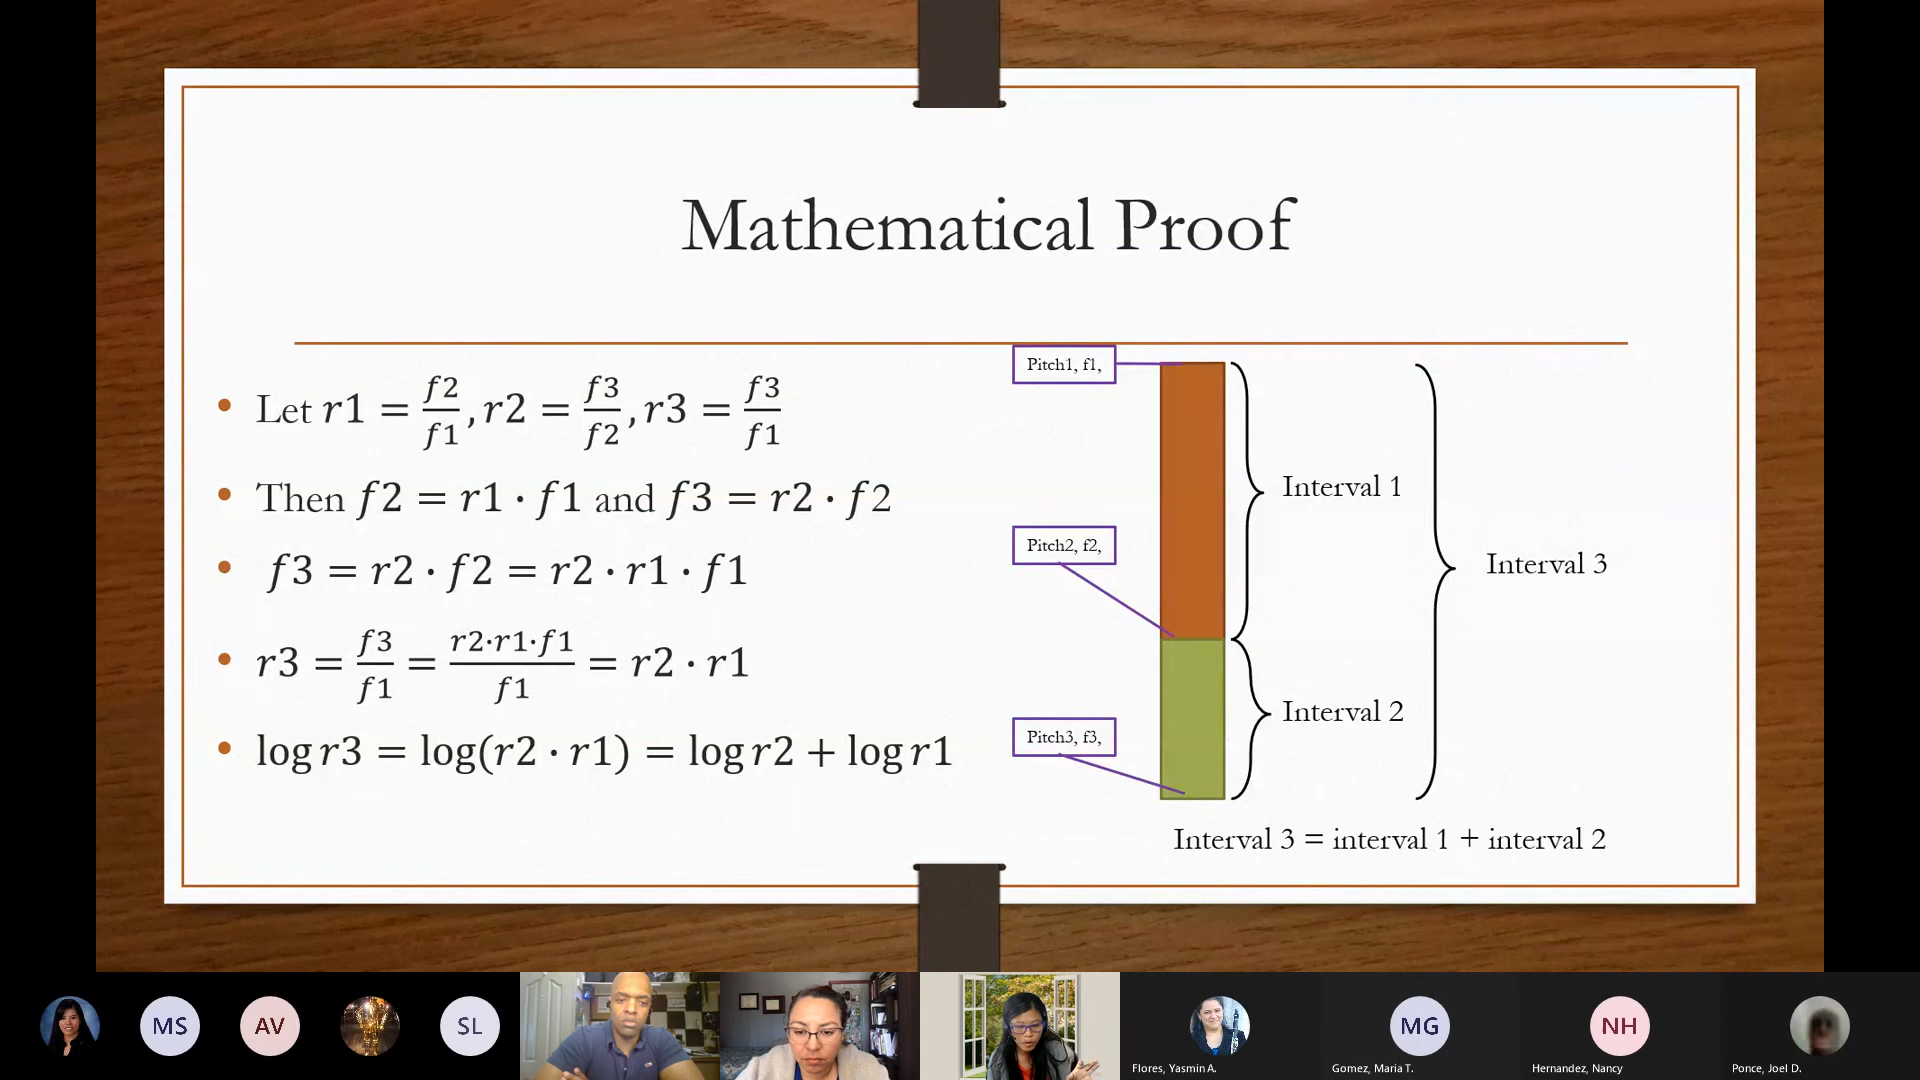 Mathematical Proof
• Let r1 = f2/f1, r2 = f3/f2, r3 = f3/f1
• Then f2 = r1 · f1 and f3 = r2 · f2
• f3 = r2 · f2 = r2 · r1 · f1
• r3 = f3/f1 = r2·r1·f1/f1 = r2 · r1
• log r3 = log(r2 · r1) = log r2 + log r1
Pitch1, f1,
Pitch2, f2,
Pitch3, f3,
Interval 1
Interval 2
Interval 3
Interval 3 = interval 1 + interval 2
MS
AV
SL
MG
NH
Flores, Yasmin A.
Gomez, Maria T.
Hernandez, Nancy
Ponce, Joel D.